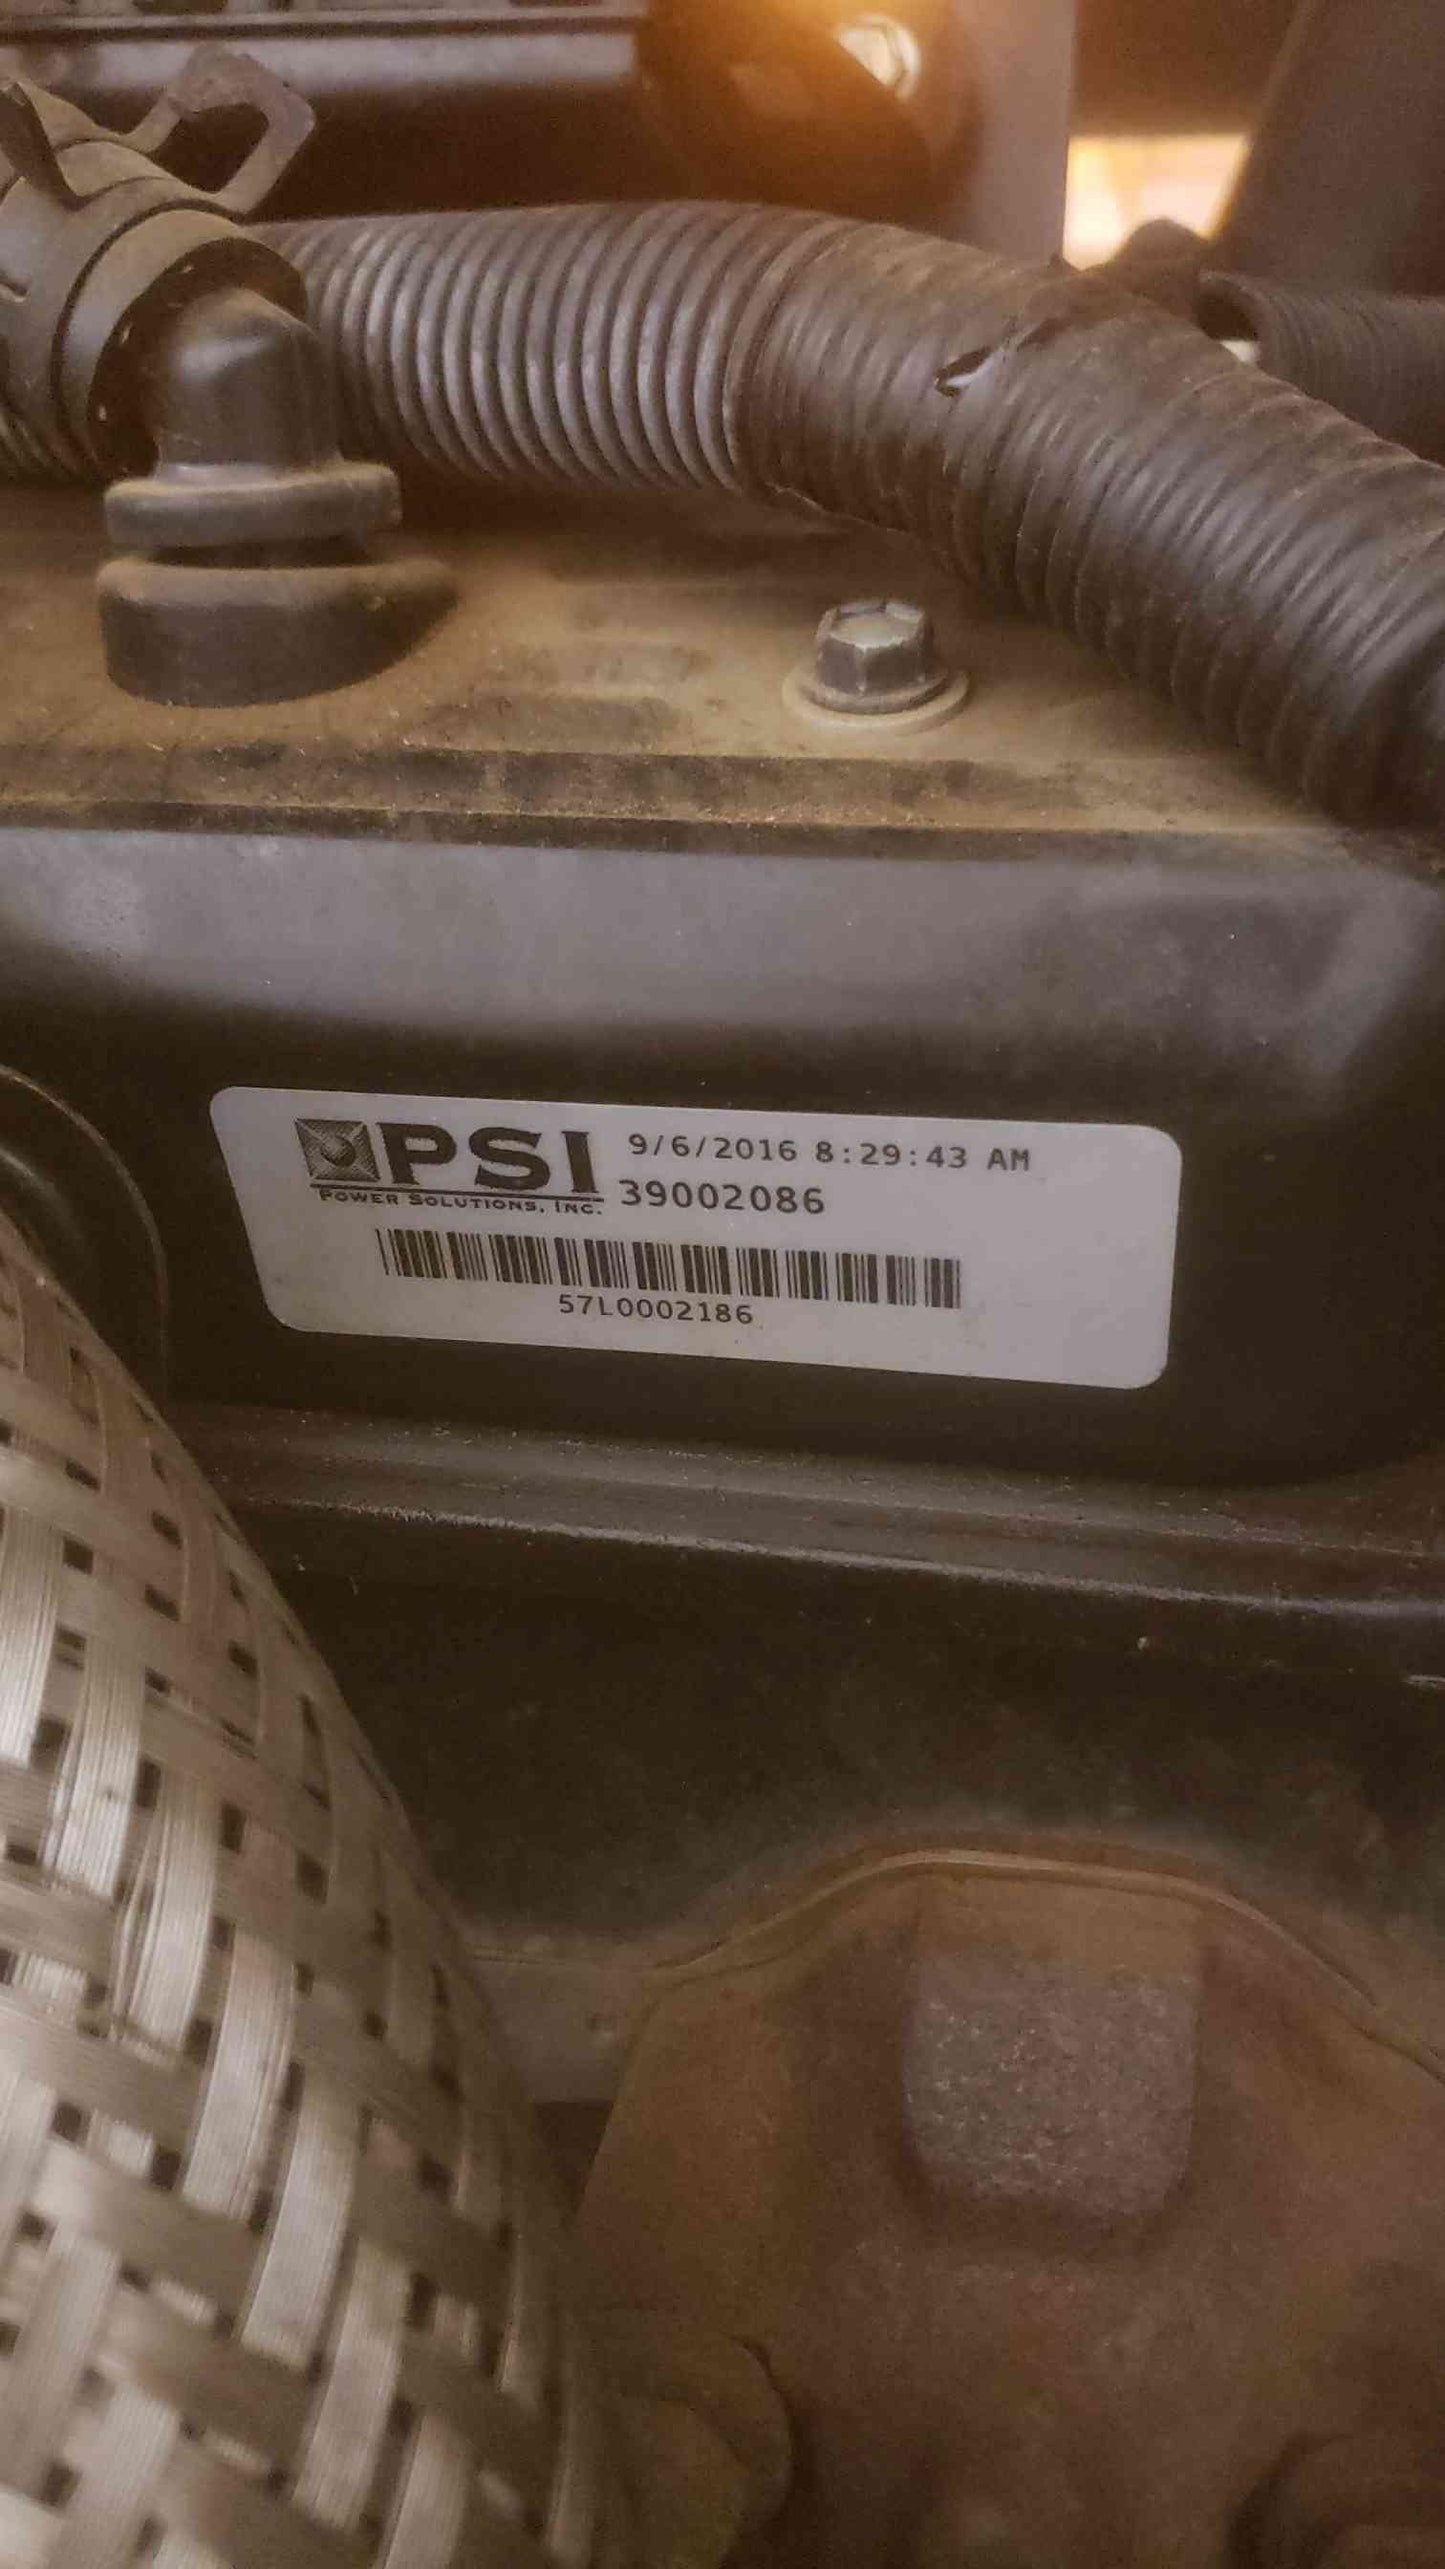 PSI
POWER SOLUTIONS, INC.
9/6/2016 8:29:43 AM
39002086
57L0002186